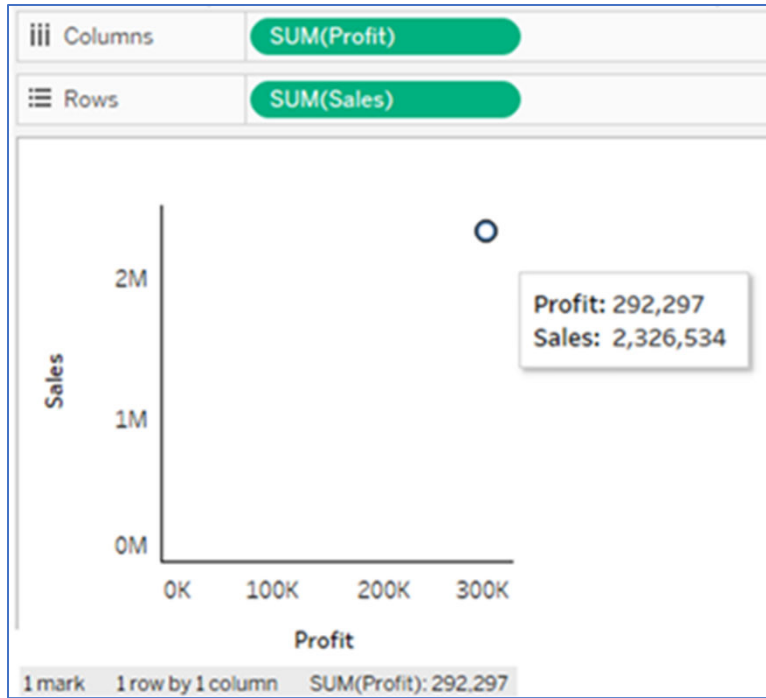 Columns SUM(Profit)
Rows SUM(Sales)
2M
Profit: 292,297
Sales: 2,326,534
Sales
1M
0M
0K 100K 200K 300K
Profit
1 mark 1 row by 1 column SUM(Profit): 292,297